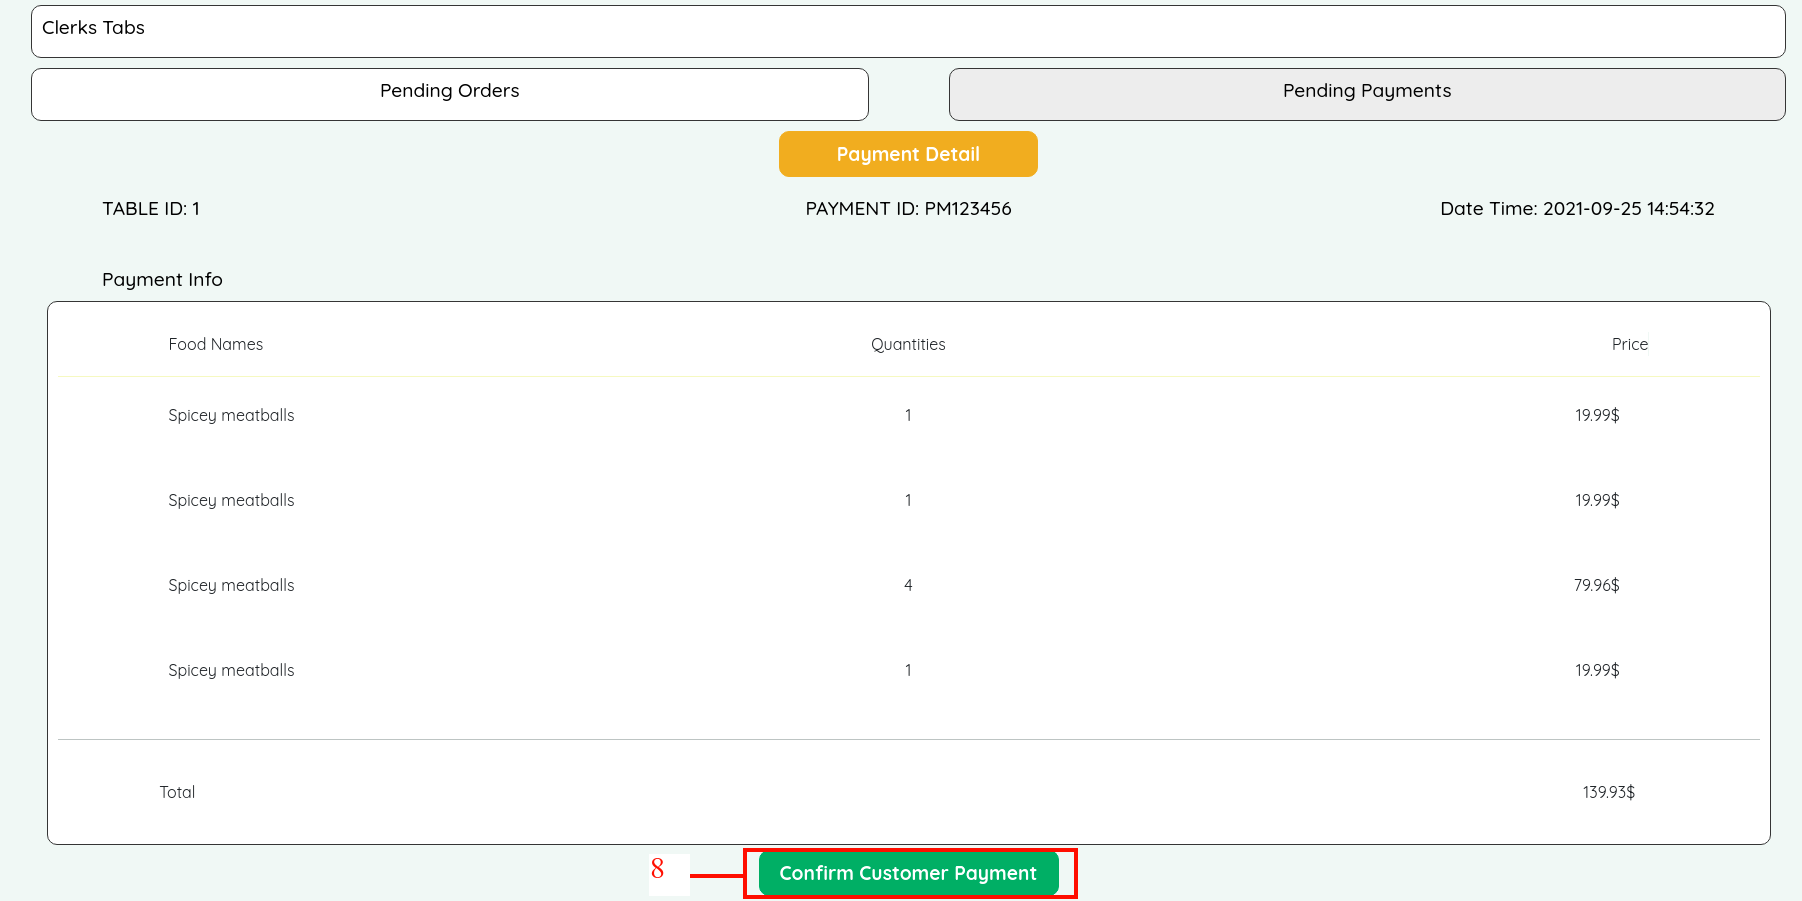 Clerks Tabs
Pending Orders Pending Payments
Payment Detail
TABLE ID: 1 PAYMENT ID: PM123456 Date Time: 2021-09-25 14:54:32
Payment Info
Food Names Quantities Price
Spicey meatballs 1 19.99$
Spicey meatballs 1 19.99$
Spicey meatballs 4 79.96$
Spicey meatballs 1 19.99$
Total 139.93$
8 Confirm Customer Payment